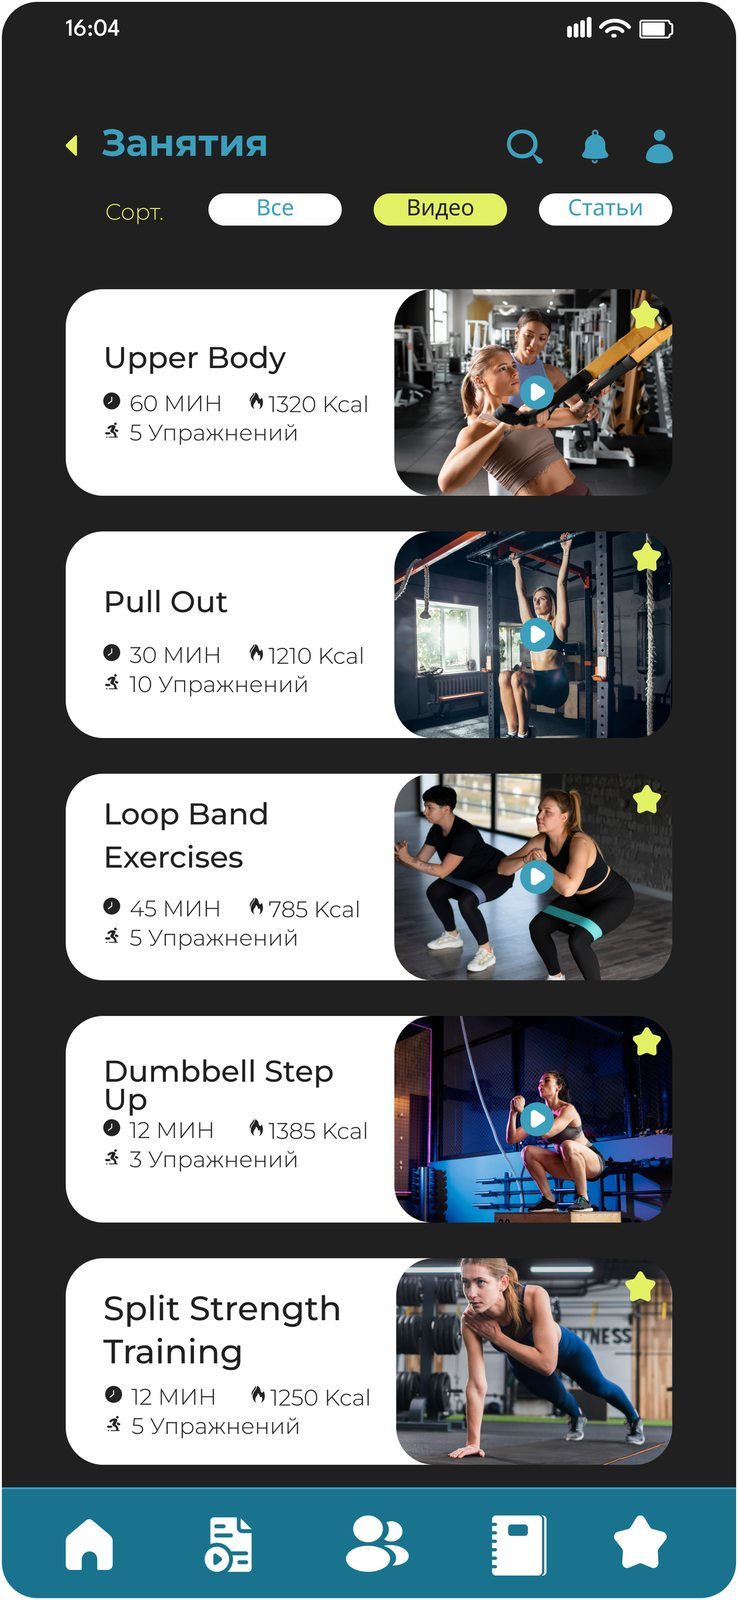 16:04
Занятия
Сорт.
Все
Видео
Статьи
Upper Body
60 МИН 1320 Kcal
5 Упражнений
Pull Out
30 МИН 1210 Kcal
10 Упражнений
Loop Band
Exercises
45 МИН 785 Kcal
5 Упражнений
Dumbbell Step
Up
12 МИН 1385 Kcal
3 Упражнений
Split Strength
Training
12 МИН 1250 Kcal
5 Упражнений